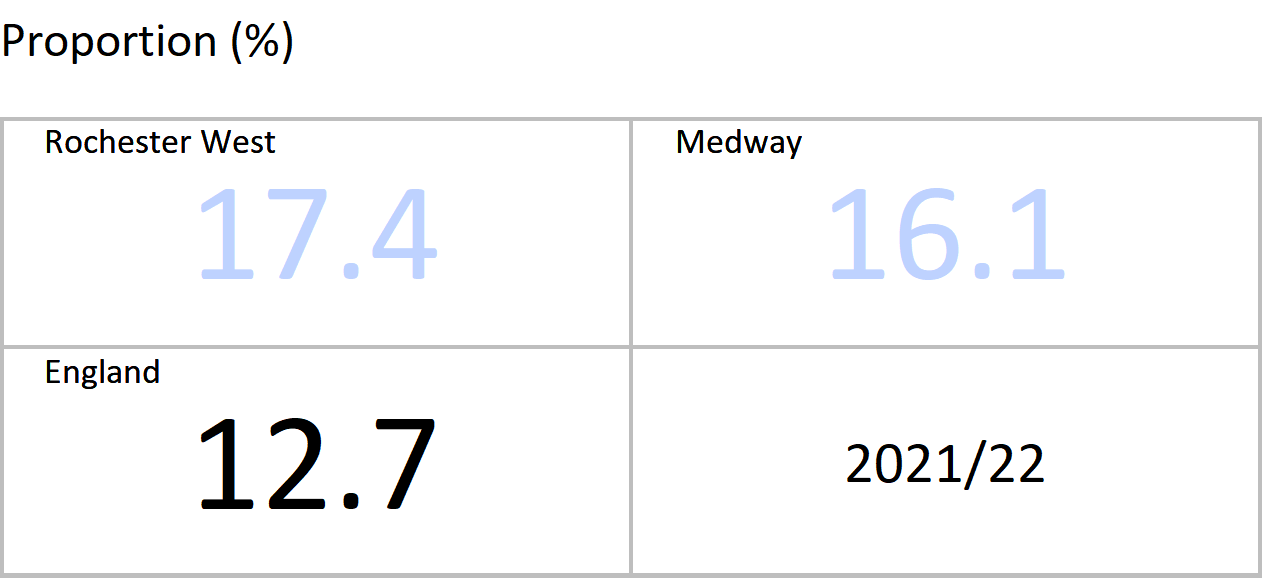 Proportion (%)
Rochester West
17.4
Medway
16.1
England
12.7
2021/22